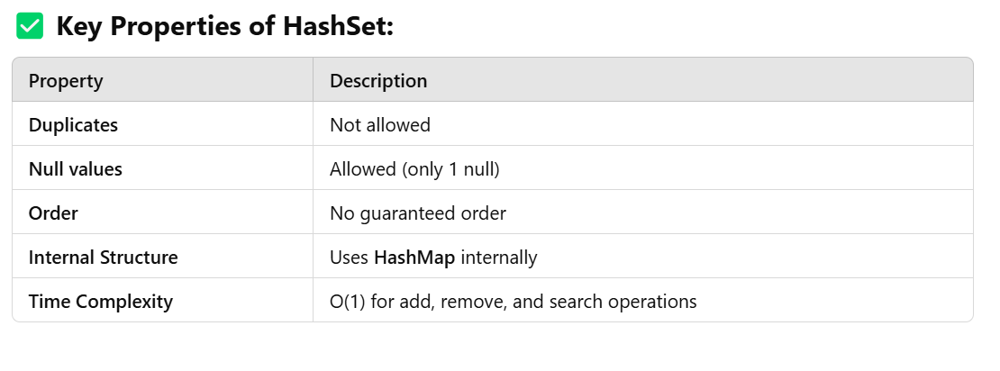 ✅ Key Properties of HashSet:
Property Description
Duplicates Not allowed
Null values Allowed (only 1 null)
Order No guaranteed order
Internal Structure Uses HashMap internally
Time Complexity O(1) for add, remove, and search operations